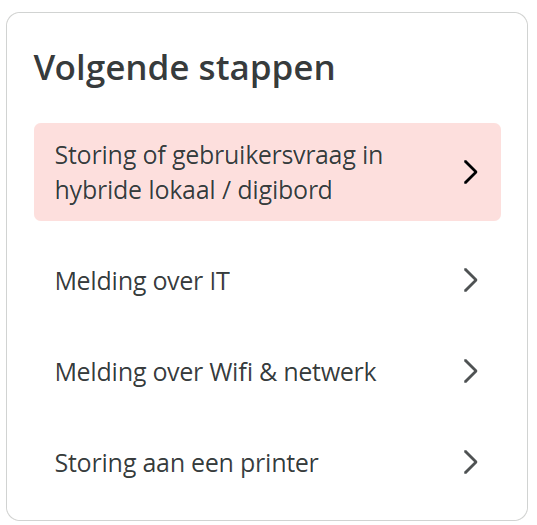 Volgende stappen
Storing of gebruikersvraag in
hybride lokaal / digibord
Melding over IT
Melding over Wifi & netwerk
Storing aan een printer